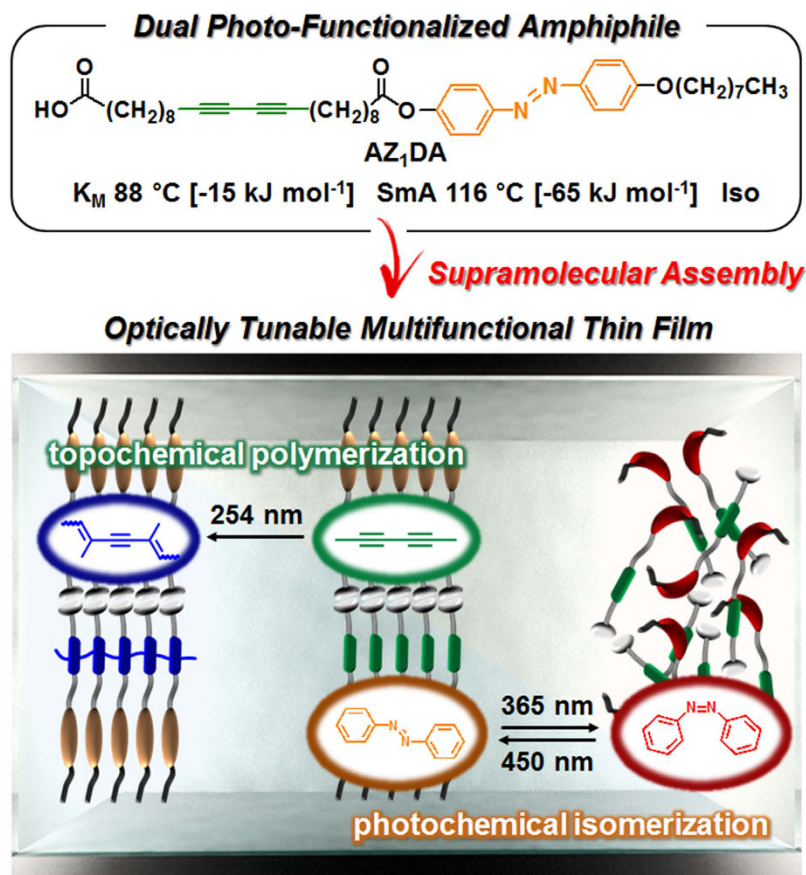 Dual Photo-Functionalized Amphiphile
O
HO (CH2)8 (CH2)8 O
O
N=N
O(CH2)7CH3
AZ1DA
KM 88 °C [-15 kJ mol-1] SmA 116 °C [-65 kJ mol-1] Iso
Supramolecular Assembly
Optically Tunable Multifunctional Thin Film
topochemical polymerization
254 nm
N=N
365 nm
450 nm
N=N
photochemical isomerization